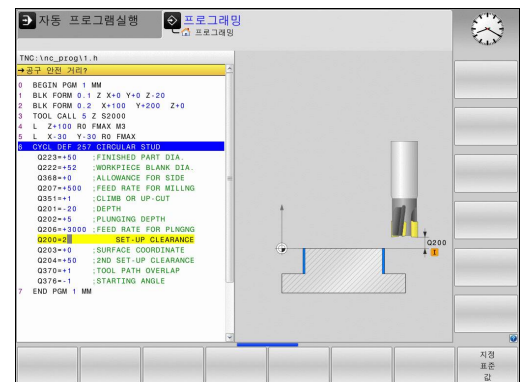 자동 프로그램실행
프로그래밍
프로그래밍
TNC:\nc_prog\1.h
→공구 안전 거리?
0 BEGIN PGM 1 MM
1 BLK FORM 0.1 Z X+0 Y+0 Z-20
2 BLK FORM 0.2 X+100 Y+200 Z+0
3 TOOL CALL 5 Z S2000
4 L Z+100 R0 FMAX M3
5 L X-30 Y-30 R0 FMAX
6 CYCL DEF 257 CIRCULAR STUD
Q223=+50 ;FINISHED PART DIA.
Q222=+52 ;WORKPIECE BLANK DIA.
Q368=+0 ;ALLOWANCE FOR SIDE
Q207=+500 ;FEED RATE FOR MILLNG
Q351=+1 ;CLIMB OR UP-CUT
Q201=-20 ;DEPTH
Q202=+5 ;PLUNGING DEPTH
Q206=+3000 ;FEED RATE FOR PLNGNG
Q200=2 SET-UP CLEARANCE
Q203=+0 ;SURFACE COORDINATE
Q204=+50 ;2ND SET-UP CLEARANCE
Q370=+1 ;TOOL PATH OVERLAP
Q376=-1 ;STARTING ANGLE
7 END PGM 1 MM
Q200
I
지정
표준
값